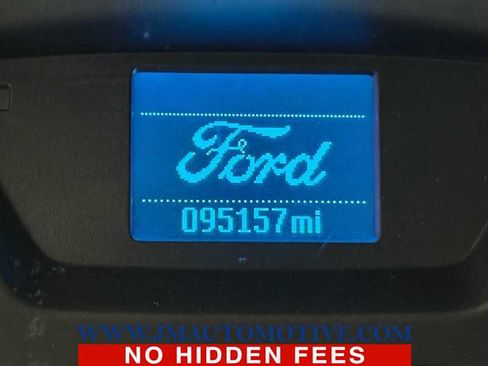 Ford
095157mi
WWW.JMAUTOMOTIVE.COM
NO HIDDEN FEES